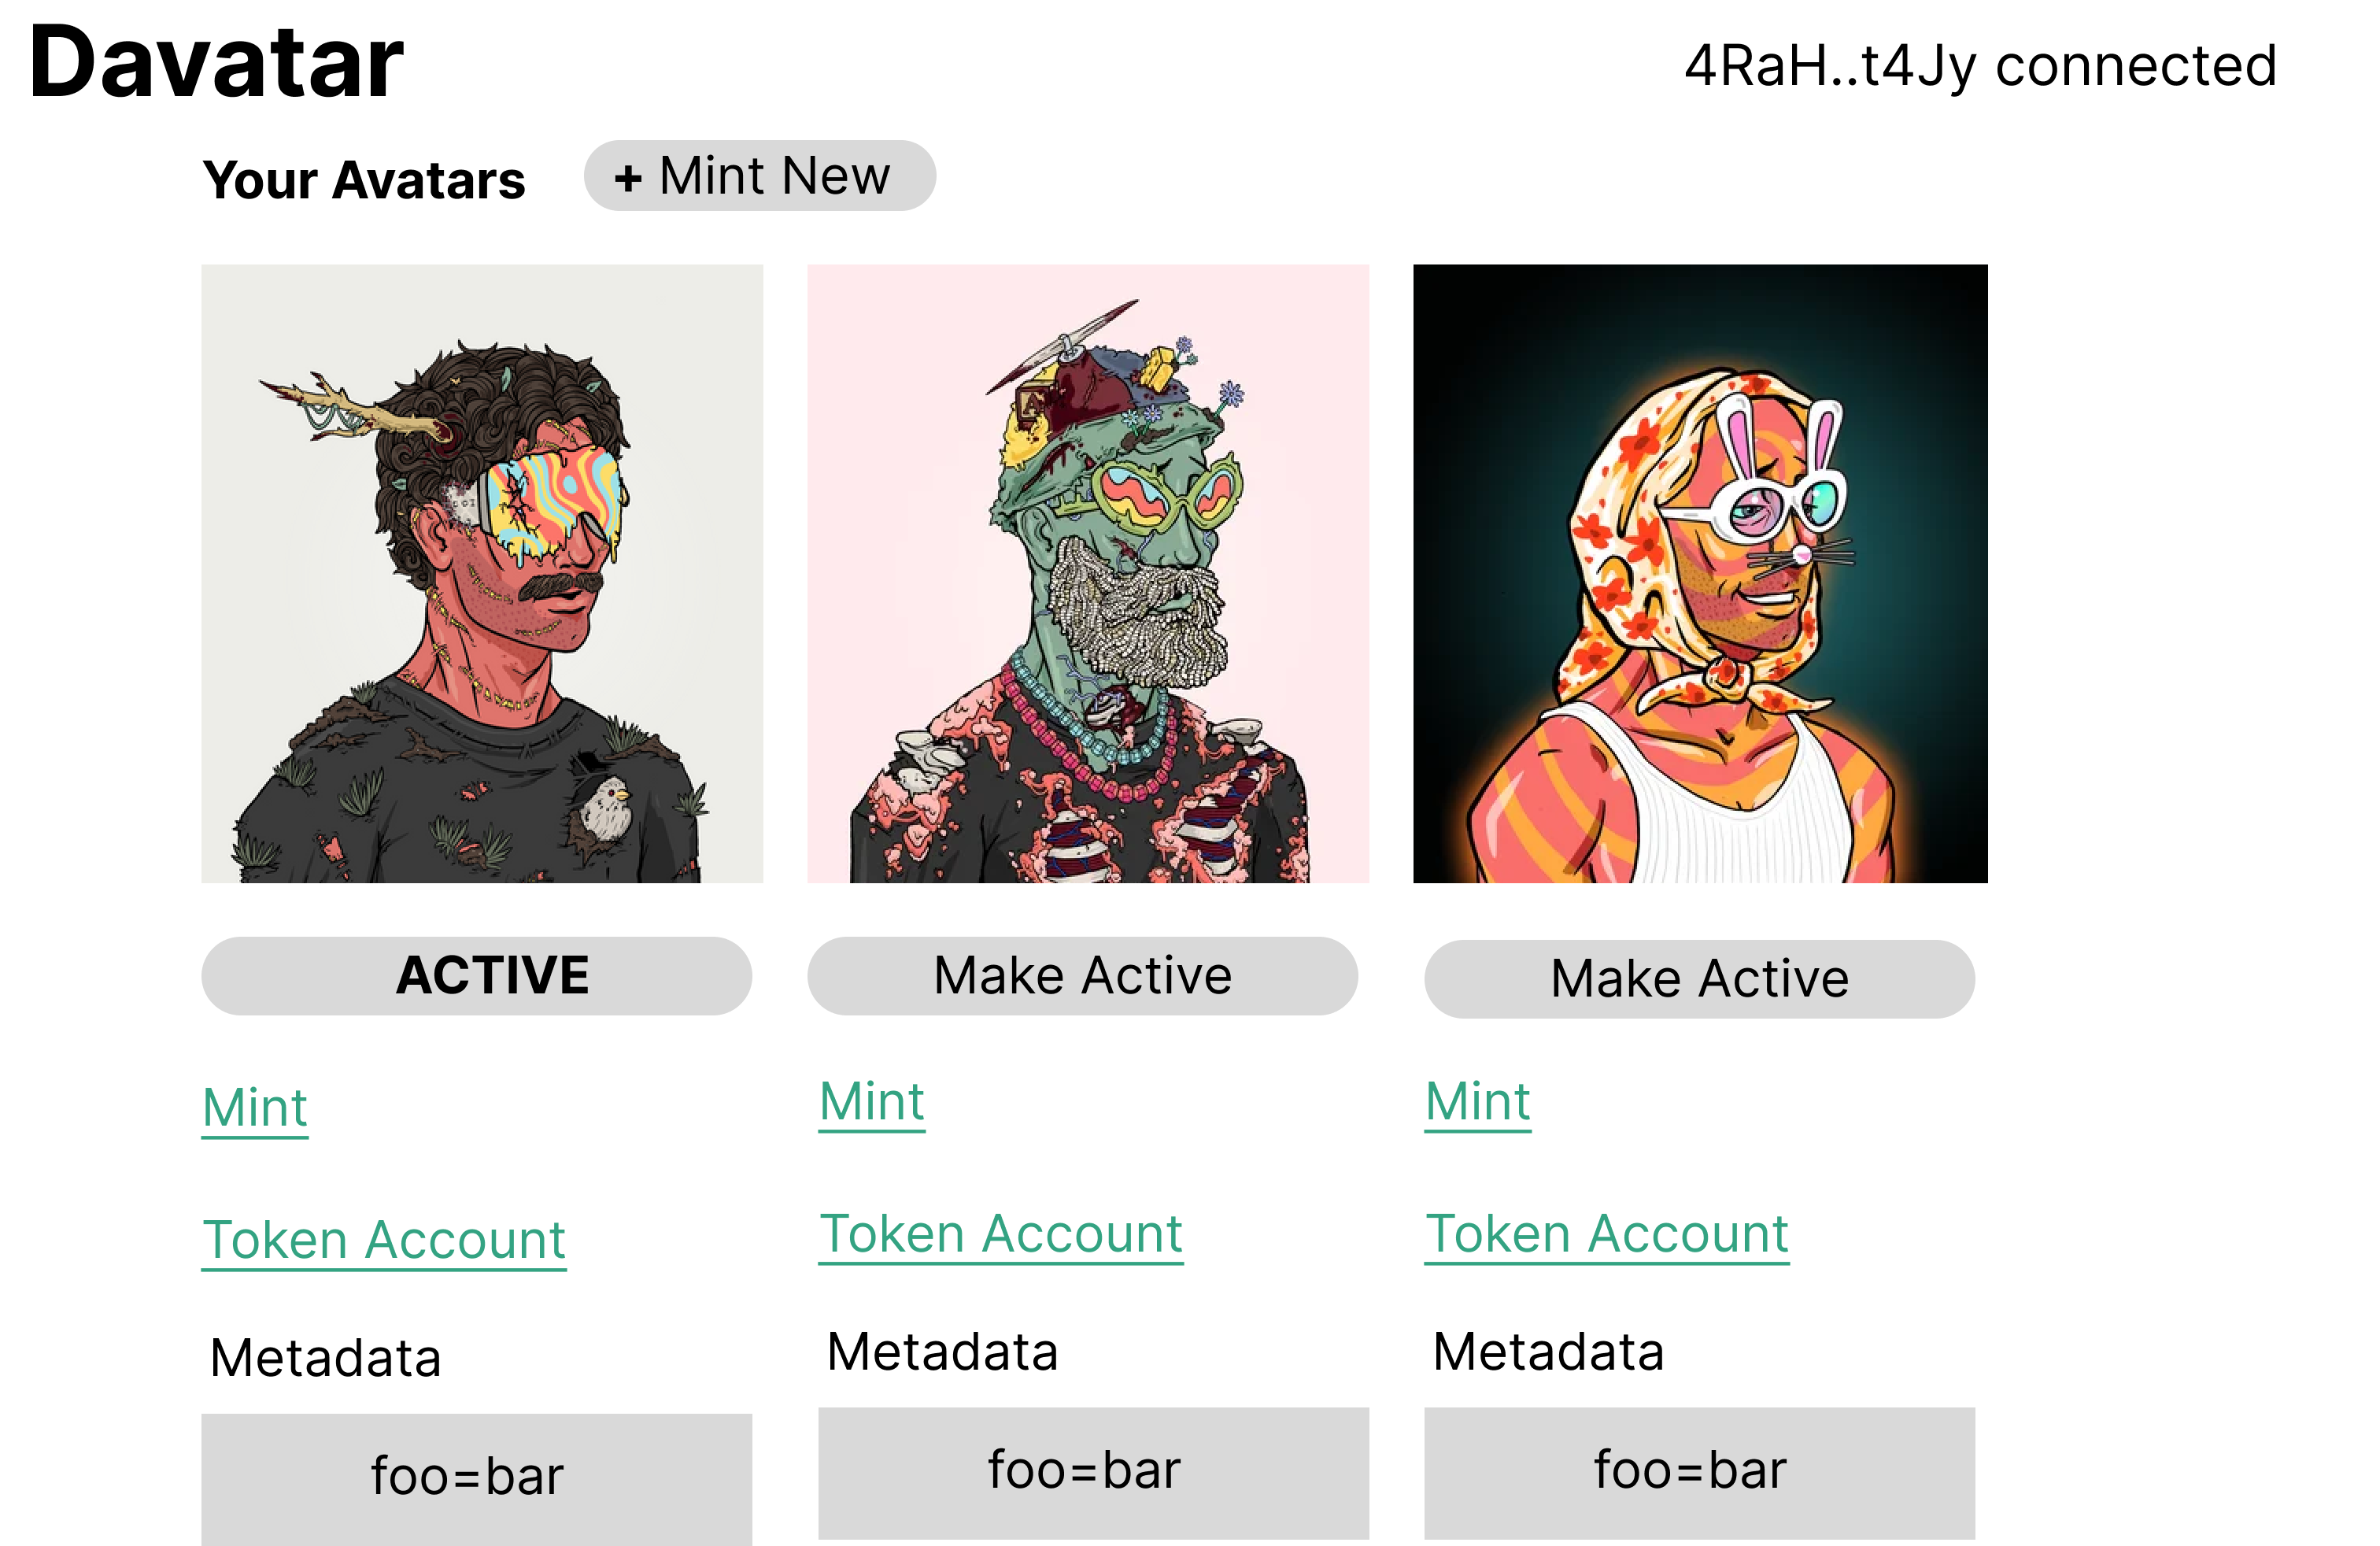 Davatar
4RaH..t4Jy connected
Your Avatars
+ Mint New
ACTIVE
Make Active
Make Active
Mint
Mint
Mint
Token Account
Token Account
Token Account
Metadata
Metadata
Metadata
foo=bar
foo=bar
foo=bar